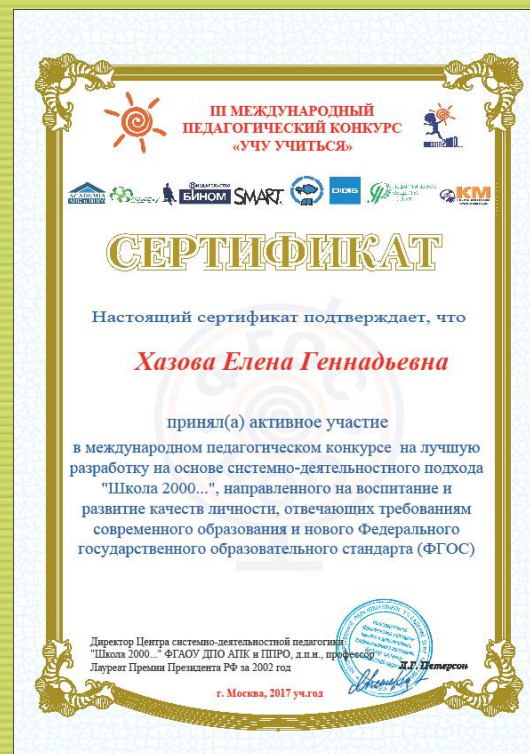 III МЕЖДУНАРОДНЫЙ
ПЕДАГОГИЧЕСКИЙ КОНКУРС
«УЧУ УЧИТЬСЯ»
ИЗДАТЕЛЬСТВО
БИНОМ
SMART
KM
СЕРТИФИКАТ
Настоящий сертификат подтверждает, что
Хазова Елена Геннадьевна
принял(а) активное участие
в международном педагогическом конкурсе на лучшую
разработку на основе системно-деятельностного подхода
"Школа 2000...", направленного на воспитание и
развитие качеств личности, отвечающих требованиям
современного образования и нового Федерального
государственного образовательного стандарта (ФГОС)
Директор Центра системно-деятельностной педагогики
"Школа 2000..." ФГАОУ ДПО АПК и ППРО, д.п.н., профессор
Лауреат Премии Президента РФ за 2002 год
Л.Г. Петерсон
г. Москва, 2017 уч.год